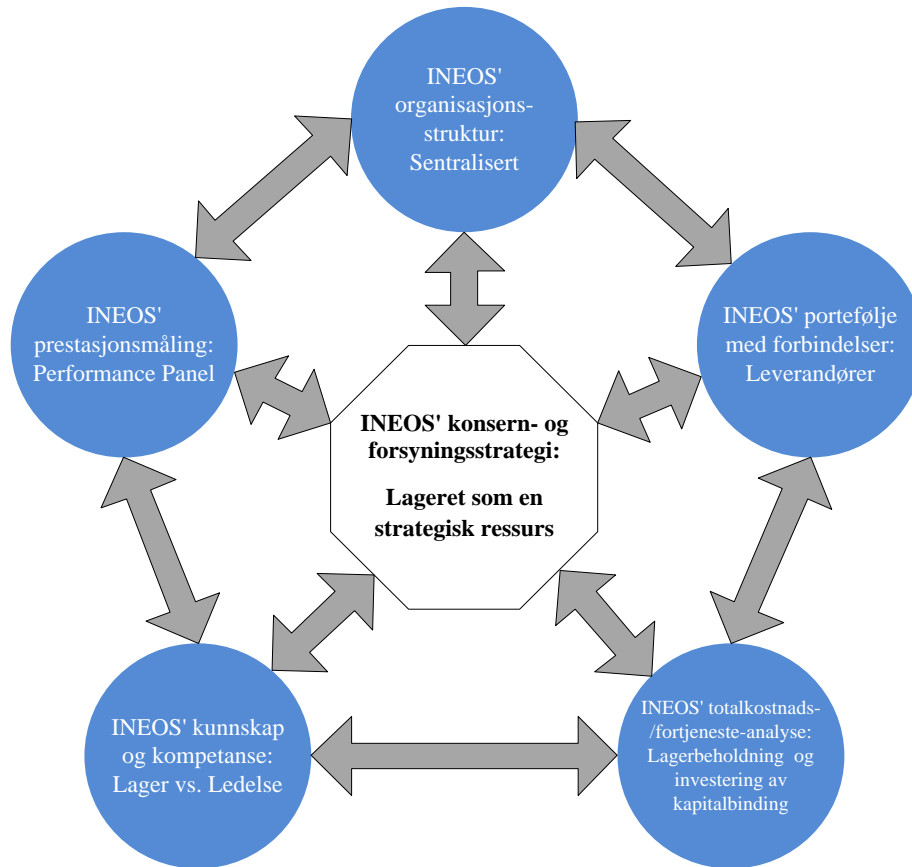 INEOS'
organisasjons-
struktur:
Sentralisert
INEOS'
prestasjonsmåling:
Performance Panel
INEOS' portefølje
med forbindelser:
Leverandører
INEOS' konsern- og
forsyningsstrategi:
Lageret som en
strategisk ressurs
INEOS' kunnskap
og kompetanse:
Lager vs. Ledelse
INEOS' totalkostnads-
/fortjeneste-analyse:
Lagerbeholdning og
investering av
kapitalbinding